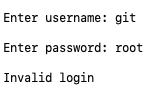 Enter username: git
Enter password: root
Invalid login